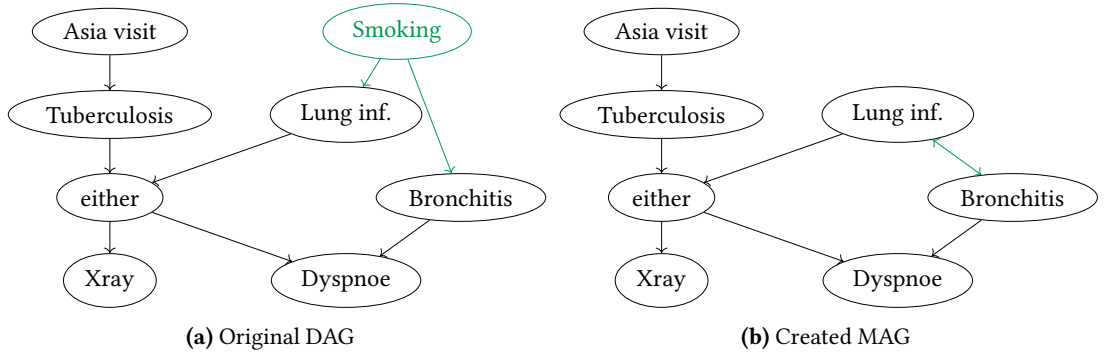 Asia visit
Smoking
Tuberculosis
Lung inf.
either
Bronchitis
Xray
Dyspnoe
(a) Original DAG
Asia visit
Tuberculosis
Lung inf.
either
Bronchitis
Xray
Dyspnoe
(b) Created MAG